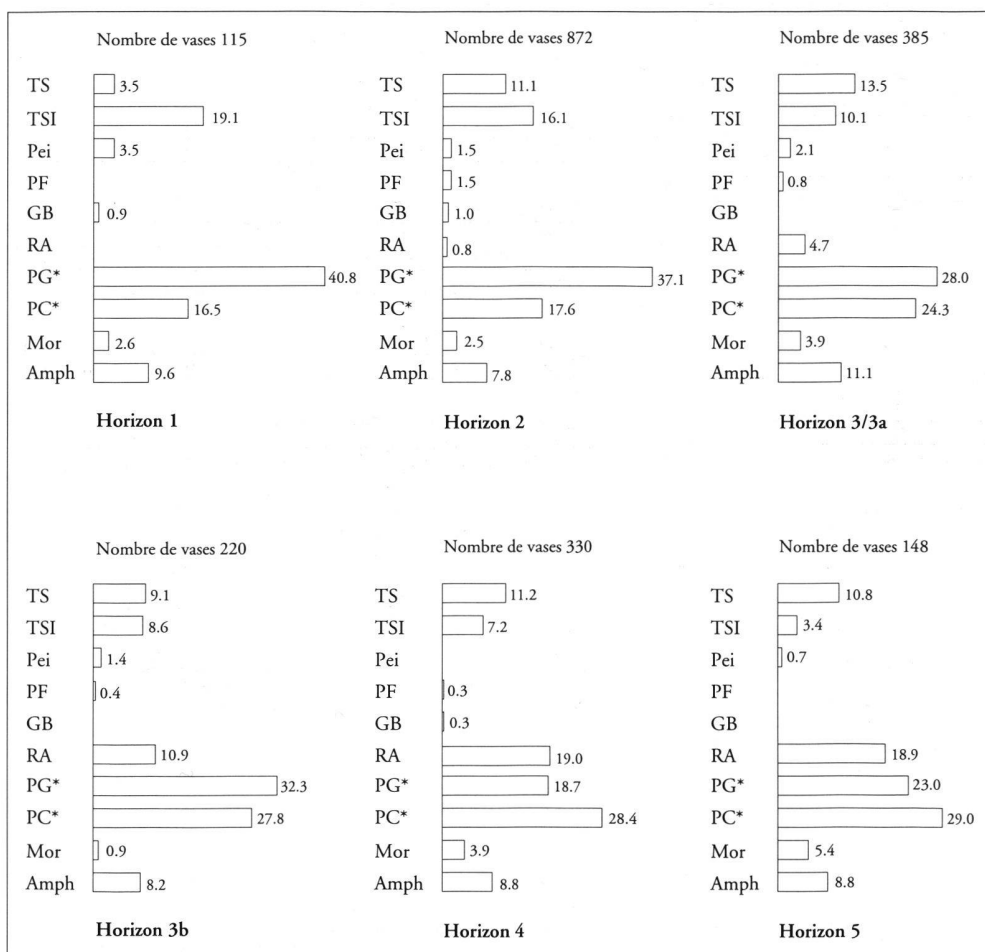 Nombre de vases 115
TS 3.5
TSI 19.1
Pei 3.5
PF
GB 0.9
RA
PG* 40.8
PC* 16.5
Mor 2.6
Amph 9.6
Horizon 1
Nombre de vases 872
TS 11.1
TSI 16.1
Pei 1.5
PF 1.5
GB 1.0
RA 0.8
PG* 37.1
PC* 17.6
Mor 2.5
Amph 7.8
Horizon 2
Nombre de vases 385
TS 13.5
TSI 10.1
Pei 2.1
PF 0.8
GB
RA 4.7
PG* 28.0
PC* 24.3
Mor 3.9
Amph 11.1
Horizon 3/3a
Nombre de vases 220
TS 9.1
TSI 8.6
Pei 1.4
PF 0.4
GB
RA 10.9
PG* 32.3
PC* 27.8
Mor 0.9
Amph 8.2
Horizon 3b
Nombre de vases 330
TS 11.2
TSI 7.2
Pei
PF 0.3
GB 0.3
RA 19.0
PG* 18.7
PC* 28.4
Mor 3.9
Amph 8.8
Horizon 4
Nombre de vases 148
TS 10.8
TSI 3.4
Pei 0.7
PF
GB
RA 18.9
PG* 23.0
PC* 29.0
Mor 5.4
Amph 8.8
Horizon 5